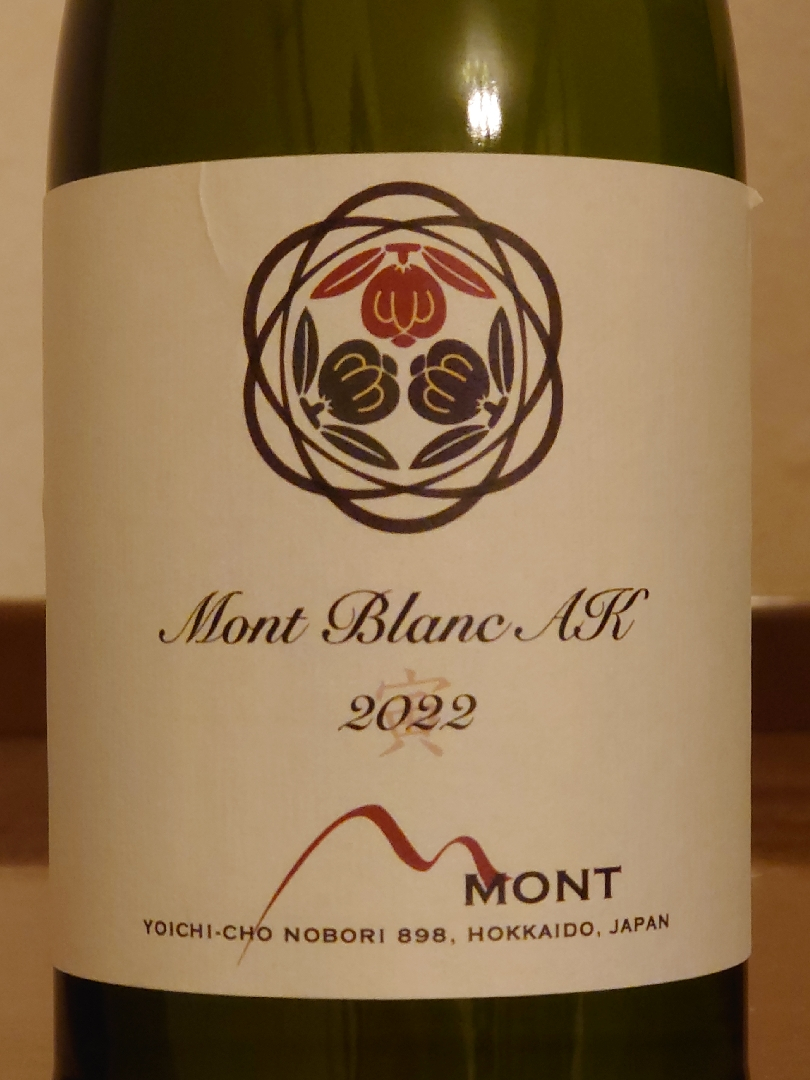 Mont Blanc AK
寅
2022
MONT
YOICHI-CHO NOBORI 898, HOKKAIDO, JAPAN